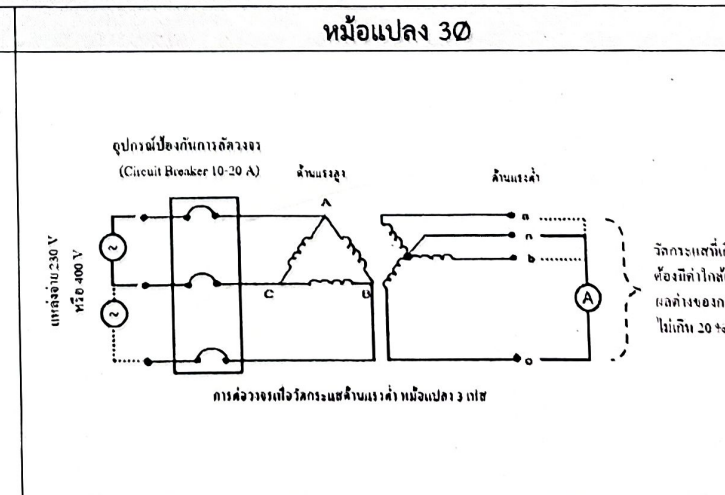 หม้อแปลง 3Ø
อุปกรณ์ป้องกันการลัดวงจร
(Circuit Breaker 10-20 A)
ด้านแรงสูง
ด้านแรงต่ำ
แหล่งจ่าย 230 V
หรือ 400 V
A
C
B
a
n
b
c
A
วัดกระแสที่
ต้องมีค่าใกล้
ผลต่างของ
ไม่เกิน 20 %
การต่อวงจรเพื่อวัดกระแสด้านแรงต่ำ หม้อแปลง 3 เฟส